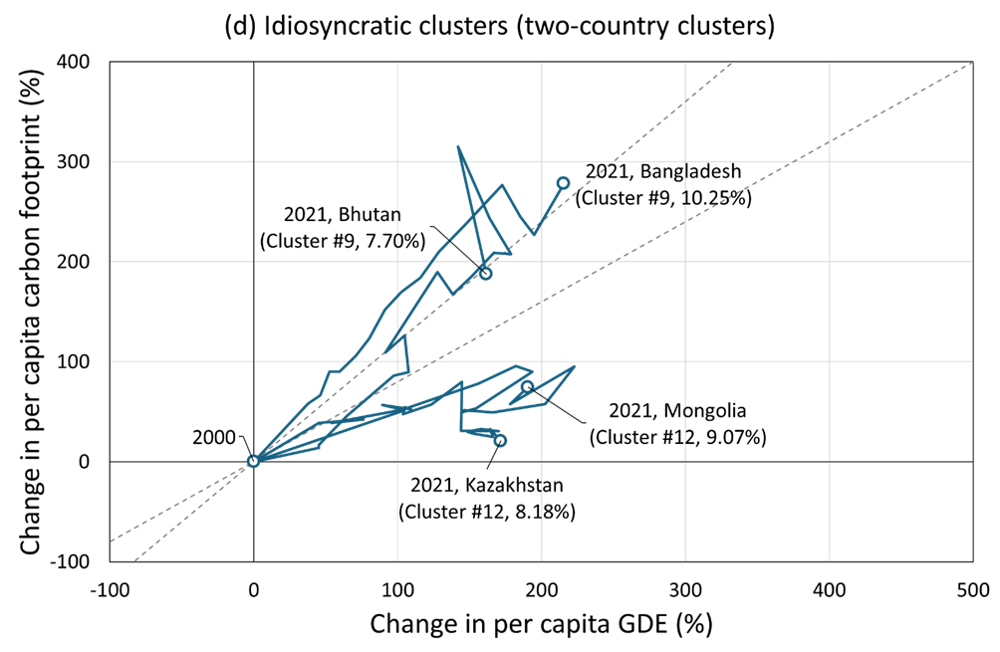 (d) Idiosyncratic clusters (two-country clusters)
Change in per capita carbon footprint (%)
400
300
200
100
0
-100
2021, Bangladesh
(Cluster #9, 10.25%)
2021, Bhutan
(Cluster #9, 7.70%)
2000
2021, Mongolia
(Cluster #12, 9.07%)
2021, Kazakhstan
(Cluster #12, 8.18%)
-100 0 100 200 300 400 500
Change in per capita GDE (%)